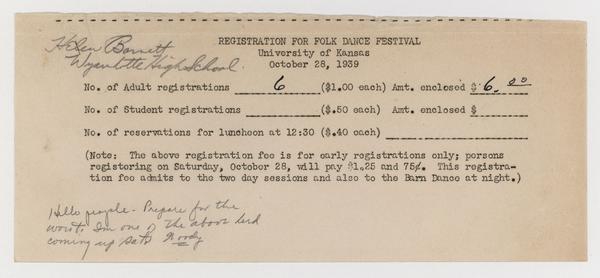 Helen Barnett
Wyandotte High School.
REGISTRATION FOR FOLK DANCE FESTIVAL
University of Kansas
October 28, 1939
No. of Adult registrations 6 ($1.00 each) Amt. enclosed $ 6.00
No. of Student registrations ($.50 each) Amt. enclosed $
No. of reservations for luncheon at 12:30 ($.40 each)
(Note: The above registration fee is for early registrations only; persons
registering on Saturday, October 28, will pay $1.25 and 75¢. This registra-
tion fee admits to the two day sessions and also to the Barn Dance at night.)
Hello people - Prepare for the
worst. I'm one of the above herd
coming up Sat. Woody